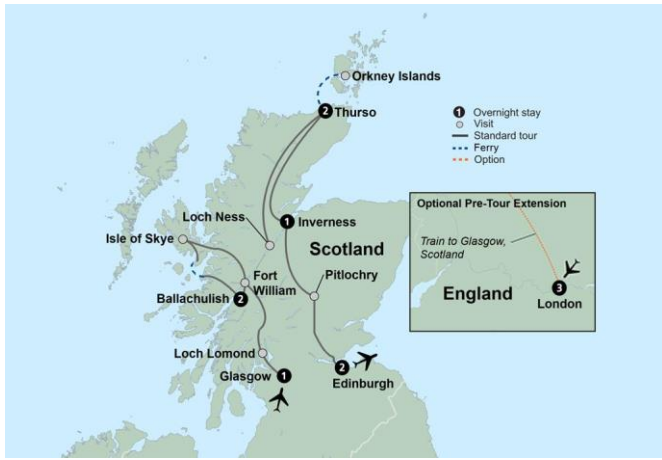 Orkney Islands
2 Thurso
1 Overnight stay
Visit
Standard tour
Ferry
Option
Loch Ness
1 Inverness
Isle of Skye
Scotland
Fort
William
Pitlochry
Ballachulish 2
Loch Lomond
Glasgow 1
2
Edinburgh
Optional Pre-Tour Extension
Train to Glasgow,
Scotland
England
3
London